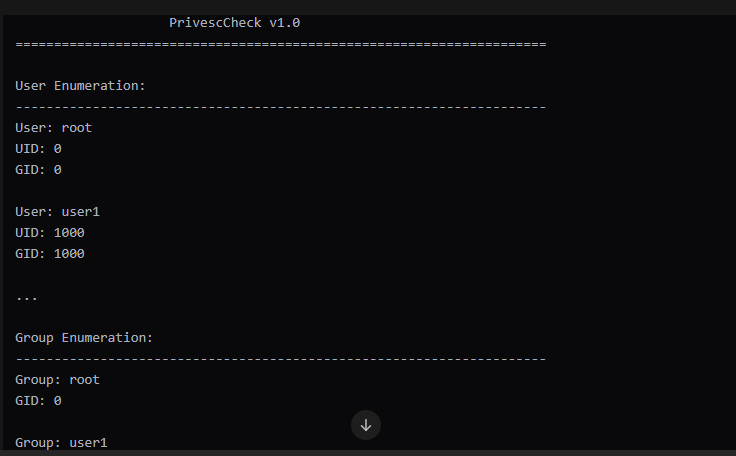 PrivescCheck v1.0
=====================================================================
User Enumeration:
---------------------------------------------------------------------
User: root
UID: 0
GID: 0
User: user1
UID: 1000
GID: 1000
...
Group Enumeration:
---------------------------------------------------------------------
Group: root
GID: 0
Group: user1